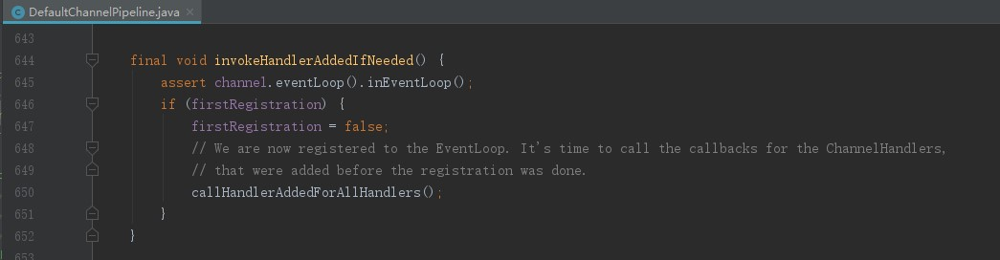 DefaultChannelPipeline.java
643
644 final void invokeHandlerAddedIfNeeded() {
645 assert channel.eventLoop().inEventLoop();
646 if (firstRegistration) {
647 firstRegistration = false;
648 // We are now registered to the EventLoop. It's time to call the callbacks for the ChannelHandlers,
649 // that were added before the registration was done.
650 callHandlerAddedForAllHandlers();
651 }
652 }
653